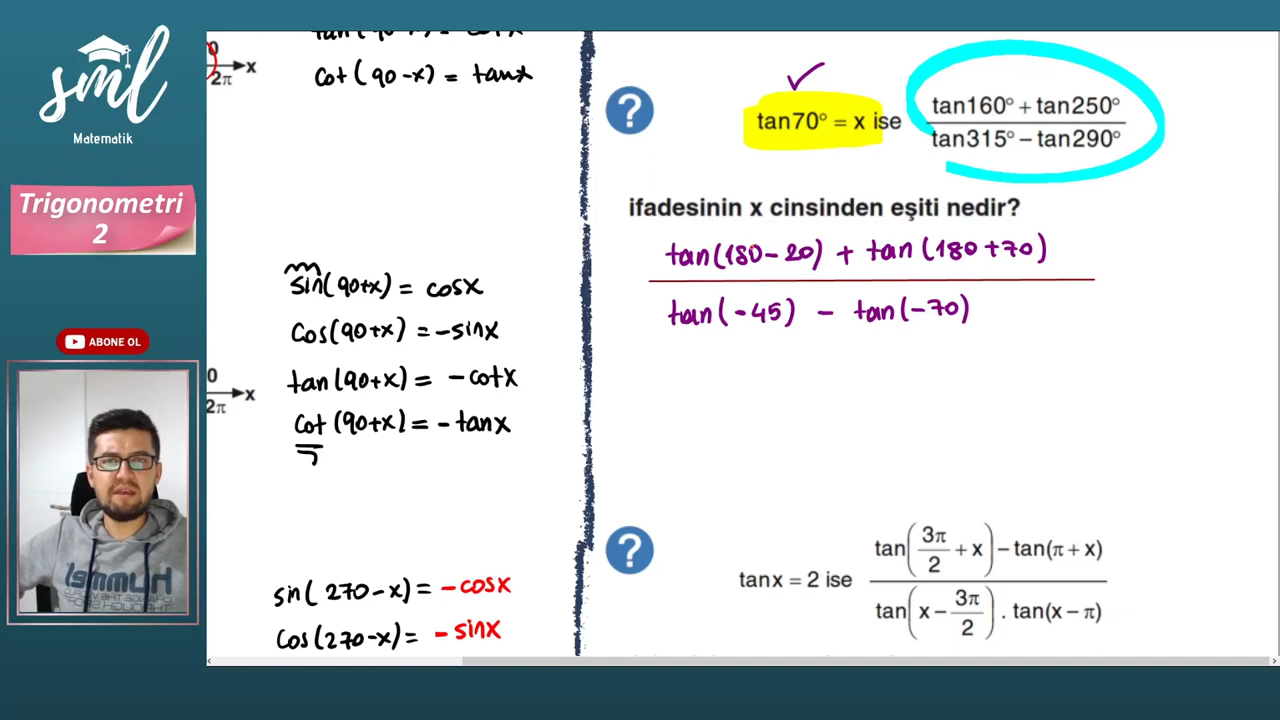 sml
Matematik
Trigonometri
2
ABONE OL
0
2π
x
cot(90-x) = tanx
sin(90+x) = cosx
Cos(90+x) = -sinx
tan(90+x) = -cotx
cot(90+x) = -tanx
0
2π
x
sin(270-x) = -cosx
Cos(270-x) = -sinx
?
tan70° = x ise
tan160° + tan250°
tan315° – tan290°
ifadesinin x cinsinden eşiti nedir?
tan(180-20) + tan(180+70)
tan(-45) - tan(-70)
?
tanx = 2 ise
tan(3π/2 + x) – tan(π + x)
tan(x – 3π/2) . tan(x – π)
hummel